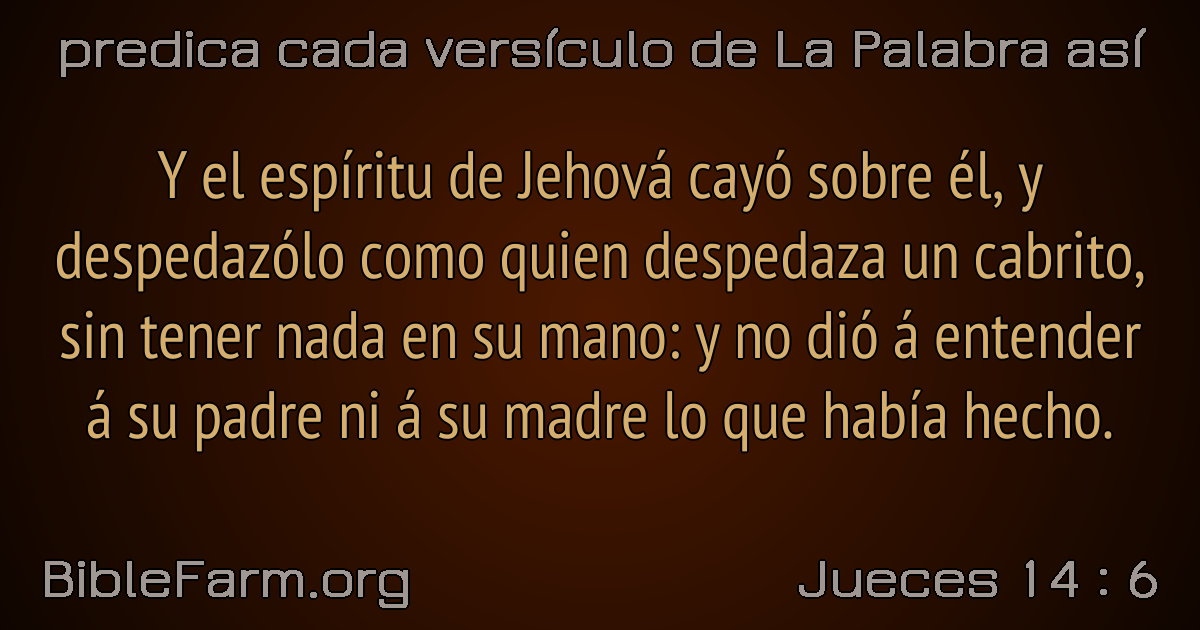 predica cada versículo de La Palabra así
Y el espíritu de Jehová cayó sobre él, y
despedazólo como quien despedaza un cabrito,
sin tener nada en su mano: y no dió á entender
á su padre ni á su madre lo que había hecho.
BibleFarm.org
Jueces 14 : 6